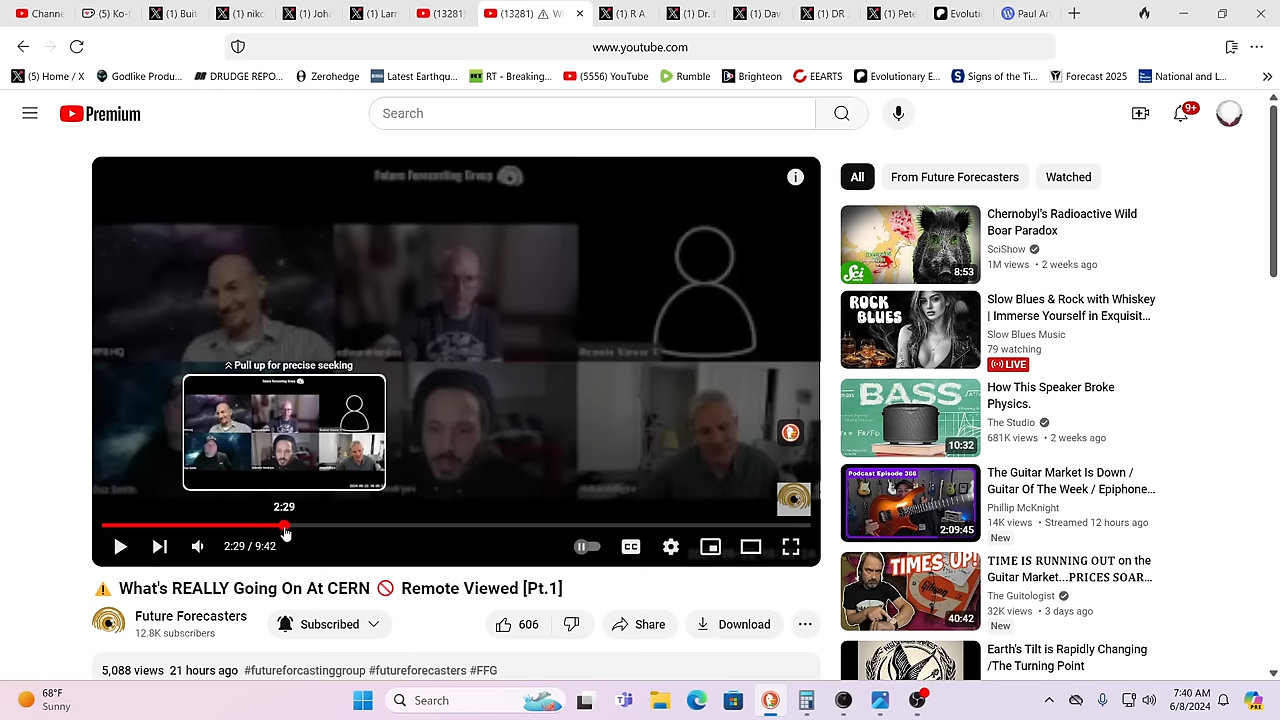 Channe
(5) Ko-f
(1) Buit
(1) niko
(1) Joha
(1) Larr
(13281)
(13281) ⚠ W
(1) R A
(1) Dr.
(1) Dav
(1) DR
(1) Pet
Evoluti
Paul An
www.youtube.com
(5) Home / X
Godlike Produ...
DRUDGE REPO...
Zerohedge
Latest Earthqu...
RT - Breaking...
(5556) YouTube
Rumble
Brighteon
EEARTS
Evolutionary E...
Signs of the Ti...
Forecast 2025
National and L...
Premium
Search
9+
Future Forecasting Group
All
From Future Forecasters
Watched
Pull up for precise seeking
2:29
2:29 / 9:42
CC
⚠ What's REALLY Going On At CERN 🚫 Remote Viewed [Pt.1]
Future Forecasters
12.8K subscribers
Subscribed
606
Share
Download
5,088 views 21 hours ago #futureforcastinggroup #futureforecasters #FFG
Sci
8:53
Chernobyl's Radioactive Wild
Boar Paradox
SciShow
1M views • 2 weeks ago
ROCK
BLUES
Slow Blues & Rock with Whiskey
| Immerse Yourself in Exquisit...
Slow Blues Music
79 watching
LIVE
BASS
10:32
How This Speaker Broke
Physics.
The Studio
681K views • 2 weeks ago
Podcast Episode 366
2:09:45
The Guitar Market Is Down /
Guitar Of The Week / Epiphone...
Phillip McKnight
14K views • Streamed 12 hours ago
New
TIMES UP!
40:42
TIME IS RUNNING OUT on the
Guitar Market...PRICES SOAR...
The Guitologist
32K views • 3 days ago
New
Earth's Tilt is Rapidly Changing
/The Turning Point
68°F
Sunny
Search
7:40 AM
6/8/2024